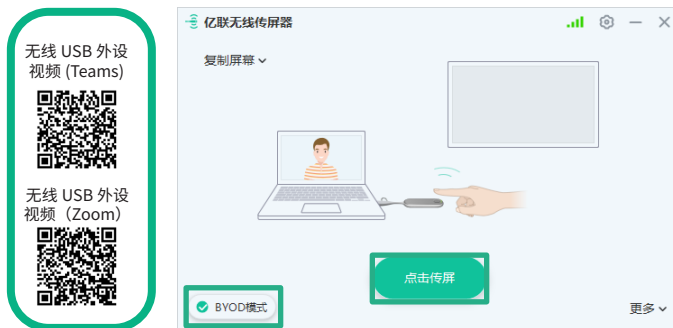 无线 USB 外设
视频 (Teams)
无线 USB 外设
视频（Zoom）
亿联无线传屏器
复制屏幕
点击传屏
BYOD模式
更多